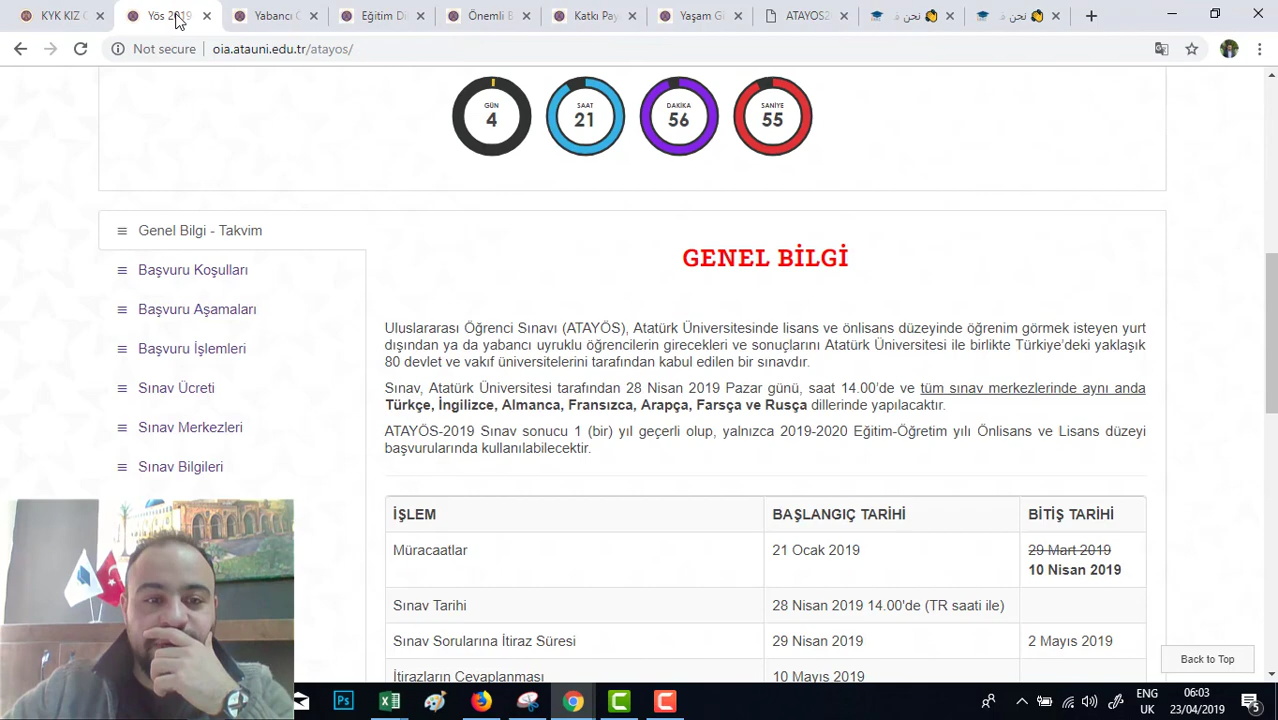 KYK KIZ
Yös 2019
Yabancı
Eğitim Di
Önemli B
Katkı Pay
Yaşam Gi
ATAYOS2
نحن
نحن
Not secure
oia.atauni.edu.tr/atayos/
GÜN
4
SAAT
21
DAKİKA
56
SANİYE
55
Genel Bilgi - Takvim
Başvuru Koşulları
Başvuru Aşamaları
Başvuru İşlemleri
Sınav Ücreti
Sınav Merkezleri
Sınav Bilgileri
GENEL BİLGİ
Uluslararası Öğrenci Sınavı (ATAYÖS), Atatürk Üniversitesinde lisans ve önlisans düzeyinde öğrenim görmek isteyen yurt
dışından ya da yabancı uyruklu öğrencilerin girecekleri ve sonuçlarını Atatürk Üniversitesi ile birlikte Türkiye'deki yaklaşık
80 devlet ve vakıf üniversitelerini tarafından kabul edilen bir sınavdır.
Sınav, Atatürk Üniversitesi tarafından 28 Nisan 2019 Pazar günü, saat 14.00'de ve tüm sınav merkezlerinde aynı anda
Türkçe, İngilizce, Almanca, Fransızca, Arapça, Farsça ve Rusça dillerinde yapılacaktır.
ATAYÖS-2019 Sınav sonucu 1 (bir) yıl geçerli olup, yalnızca 2019-2020 Eğitim-Öğretim yılı Önlisans ve Lisans düzeyi
başvurularında kullanılabilecektir.
İŞLEM BAŞLANGIÇ TARİHİ BİTİŞ TARİHİ
Müracaatlar 21 Ocak 2019 29 Mart 2019
10 Nisan 2019
Sınav Tarihi 28 Nisan 2019 14.00'de (TR saati ile)
Sınav Sorularına İtiraz Süresi 29 Nisan 2019 2 Mayıs 2019
İtirazların Cevaplanması 10 Mayıs 2019
Back to Top
Ps
ENG
UK
06:03
23/04/2019
5